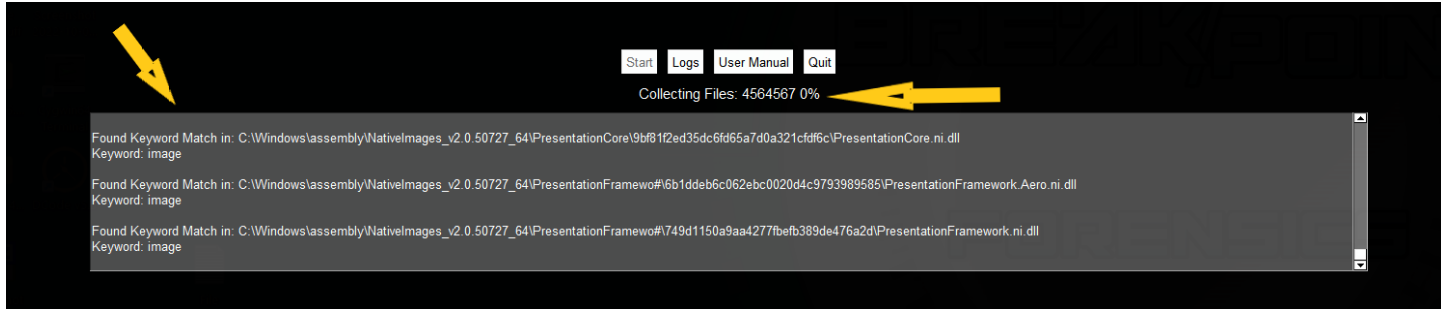 BREAKPOINT
Start Logs User Manual Quit
Collecting Files: 4564567 0%
Found Keyword Match in: C:\Windows\assembly\NativeImages_v2.0.50727_64\PresentationCore\9bf81f2ed35dc6fd65a7d0a321cfdf6c\PresentationCore.ni.dll
Keyword: image
Found Keyword Match in: C:\Windows\assembly\NativeImages_v2.0.50727_64\PresentationFramewo#\6b1ddeb6c062ebc0020d4c9793989585\PresentationFramework.Aero.ni.dll
Keyword: image
Found Keyword Match in: C:\Windows\assembly\NativeImages_v2.0.50727_64\PresentationFramewo#\749d1150a9aa4277fbefb389de476a2d\PresentationFramework.ni.dll
Keyword: image
FORENSICS